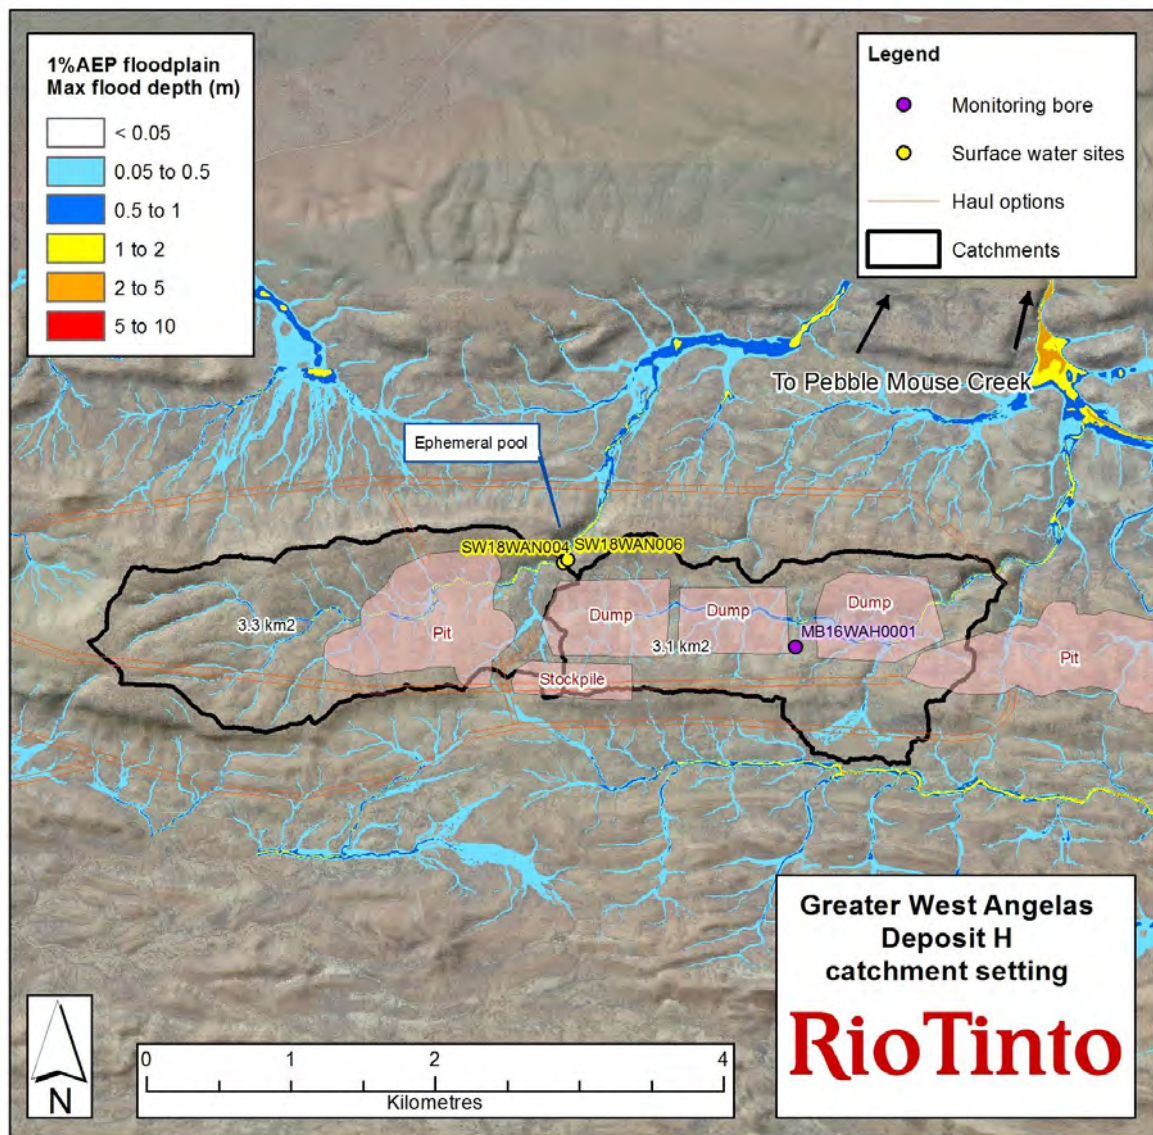 1%AEP floodplain
Max flood depth (m)
< 0.05
0.05 to 0.5
0.5 to 1
1 to 2
2 to 5
5 to 10
Legend
Monitoring bore
Surface water sites
Haul options
Catchments
To Pebble Mouse Creek
Ephemeral pool
SW18WAN004
SW18WAN006
3.3 km2
Pit
Dump
Dump
Dump
MB16WAH0001
3.1 km2
Pit
Stockpile
Greater West Angelas
Deposit H
catchment setting
RioTinto
N
0 1 2 4
Kilometres